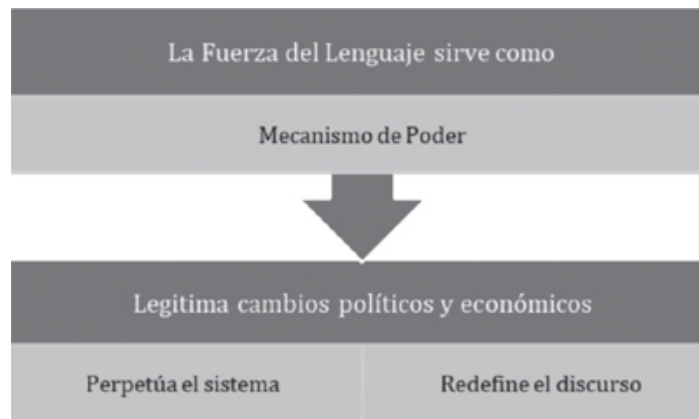 La Fuerza del Lenguaje sirve como
Mecanismo de Poder
Legitima cambios políticos y económicos
Perpetúa el sistema
Redefine el discurso